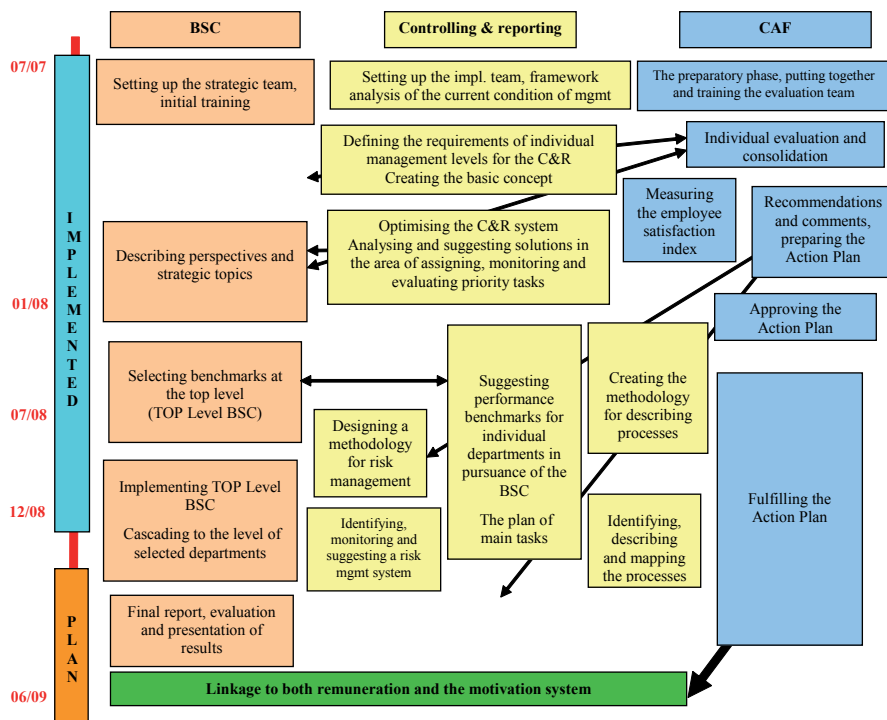 BSC
Controlling & reporting
CAF
07/07
01/08
07/08
12/08
06/09
IMPLEMENTED
PLAN
Setting up the strategic team,
initial training
Describing perspectives and
strategic topics
Selecting benchmarks at
the top level
(TOP Level BSC)
Implementing TOP Level
BSC
Cascading to the level of
selected departments
Final report, evaluation
and presentation of
results
Setting up the impl. team, framework
analysis of the current condition of mgmt
Defining the requirements of individual
management levels for the C&R
Creating the basic concept
Optimising the C&R system
Analysing and suggesting solutions in
the area of assigning, monitoring and
evaluating priority tasks
Designing a
methodology
for risk
management
Identifying,
monitoring and
suggesting a risk
mgmt system
Suggesting
performance
benchmarks for
individual
departments in
pursuance of the
BSC
The plan of
main tasks
Creating the
methodology
for describing
processes
Identifying,
describing
and mapping
the processes
The preparatory phase, putting together
and training the evaluation team
Individual evaluation and
consolidation
Measuring
the employee
satisfaction
index
Recommendations
and comments,
preparing the
Action Plan
Approving the
Action Plan
Fulfilling the
Action Plan
Linkage to both remuneration and the motivation system